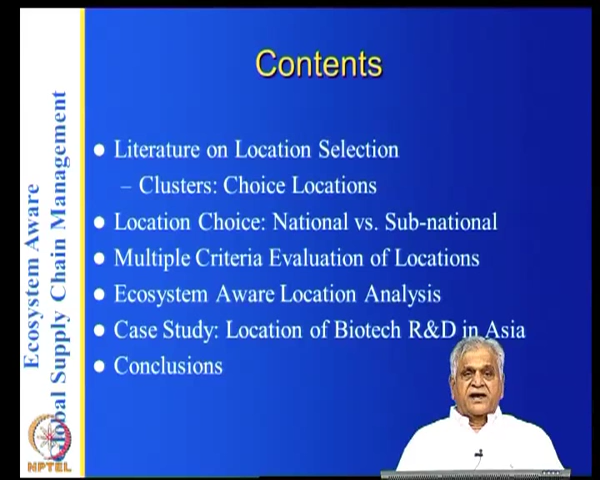 Contents
Literature on Location Selection
– Clusters: Choice Locations
Location Choice: National vs. Sub-national
Multiple Criteria Evaluation of Locations
Ecosystem Aware Location Analysis
Case Study: Location of Biotech R&D in Asia
Conclusions
Ecosystem Aware
Global Supply Chain Management
NPTEL